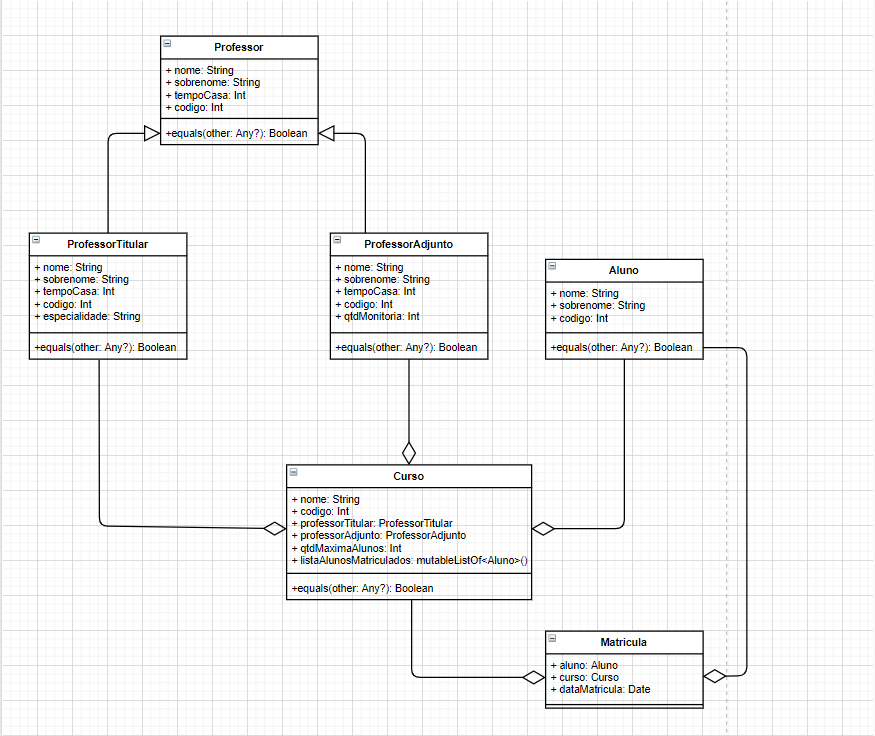 Professor
+ nome: String
+ sobrenome: String
+ tempoCasa: Int
+ codigo: Int
+equals(other: Any?): Boolean
ProfessorTitular
+ nome: String
+ sobrenome: String
+ tempoCasa: Int
+ codigo: Int
+ especialidade: String
+equals(other: Any?): Boolean
ProfessorAdjunto
+ nome: String
+ sobrenome: String
+ tempoCasa: Int
+ codigo: Int
+ qtdMonitoria: Int
+equals(other: Any?): Boolean
Aluno
+ nome: String
+ sobrenome: String
+ codigo: Int
+equals(other: Any?): Boolean
Curso
+ nome: String
+ codigo: Int
+ professorTitular: ProfessorTitular
+ professorAdjunto: ProfessorAdjunto
+ qtdMaximaAlunos: Int
+ listaAlunosMatriculados: mutableListOf<Aluno>()
+equals(other: Any?): Boolean
Matricula
+ aluno: Aluno
+ curso: Curso
+ dataMatricula: Date